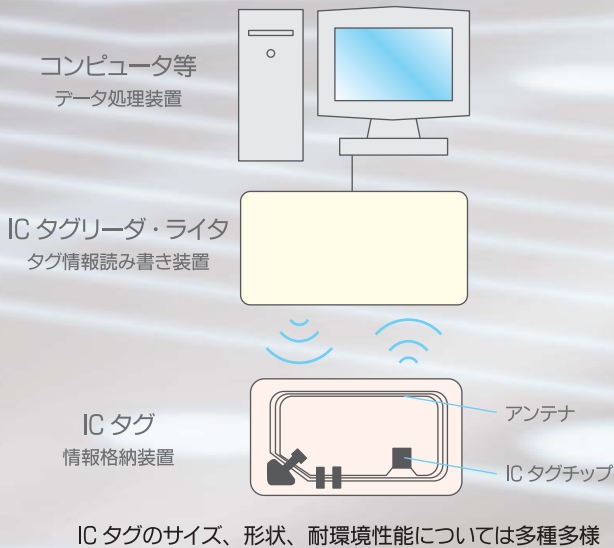 コンピュータ等
データ処理装置
IC タグリーダ・ライタ
タグ情報読み書き装置
アンテナ
IC タグ
情報格納装置
IC タグチップ
IC タグのサイズ、形状、耐環境性能については多種多様